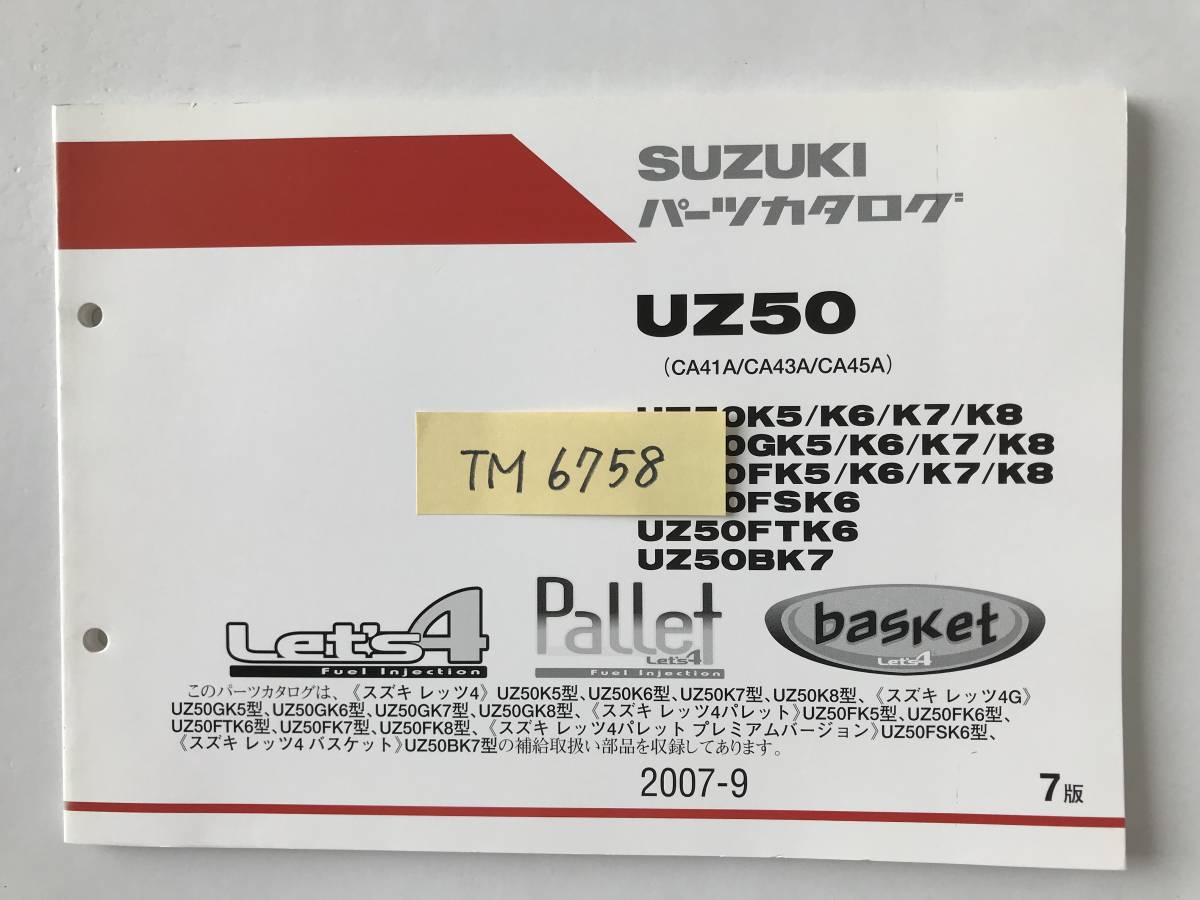 SUZUKI
パーツカタログ
UZ50
(CA41A/CA43A/CA45A)
K5/K6/K7/K8
GK5/K6/K7/K8
FK5/K6/K7/K8
FSK6
UZ50FTK6
UZ50BK7
TM 6758
Let's4
Fuel Injection
Pallet
Let's4
Fuel Injection
basket
Let's4
このパーツカタログは、《スズキ レッツ4》UZ50K5型、UZ50K6型、UZ50K7型、UZ50K8型、《スズキ レッツ4G》
UZ50GK5型、UZ50GK6型、UZ50GK7型、UZ50GK8型、《スズキ レッツ4パレット》UZ50FK5型、UZ50FK6型、
UZ50FTK6型、UZ50FK7型、UZ50FK8型、《スズキ レッツ4パレット プレミアムバージョン》UZ50FSK6型、
《スズキ レッツ4 バスケット》UZ50BK7型の補給取扱い部品を収録してあります。
2007-9
7版